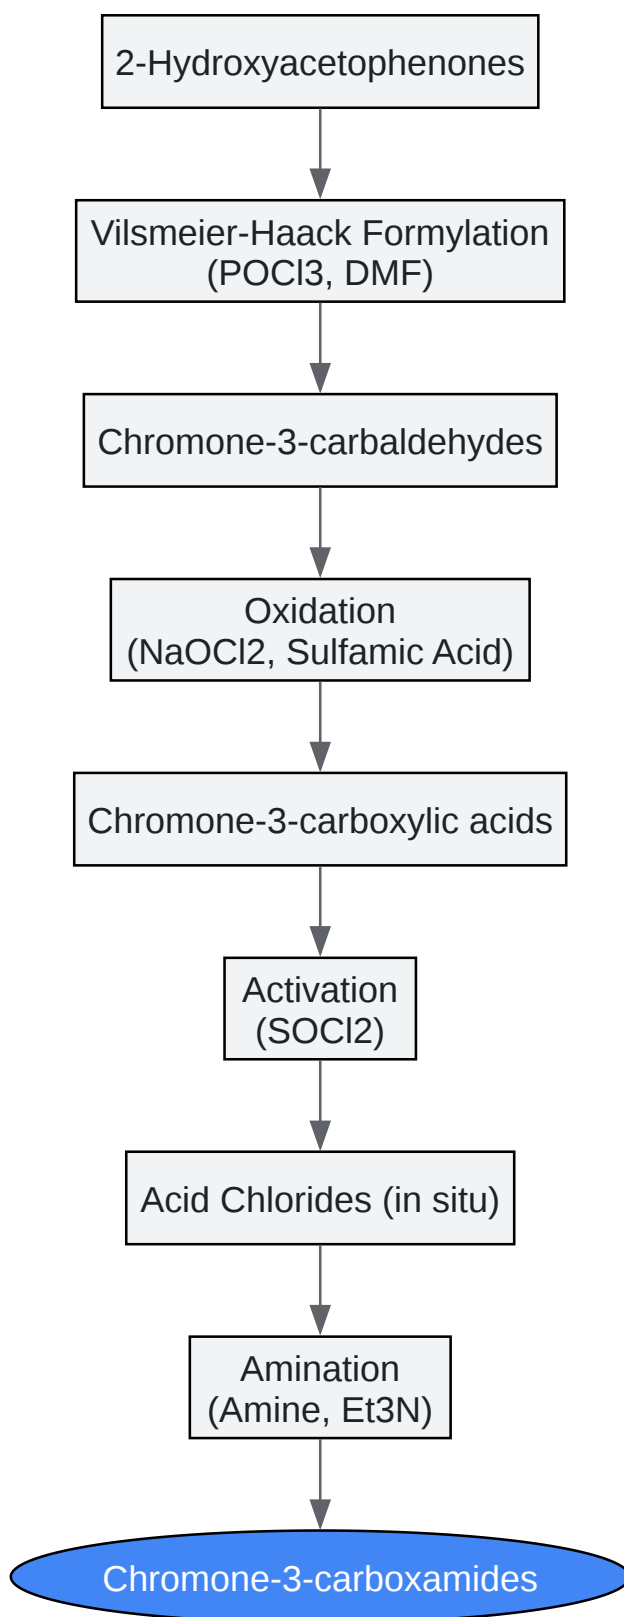 2-Hydroxyacetophenones
Vilsmeier-Haack Formylation
(POCl3, DMF)
Chromone-3-carbaldehydes
Oxidation
(NaOCl2, Sulfamic Acid)
Chromone-3-carboxylic acids
Activation
(SOCl2)
Acid Chlorides (in situ)
Amination
(Amine, Et3N)
Chromone-3-carboxamides